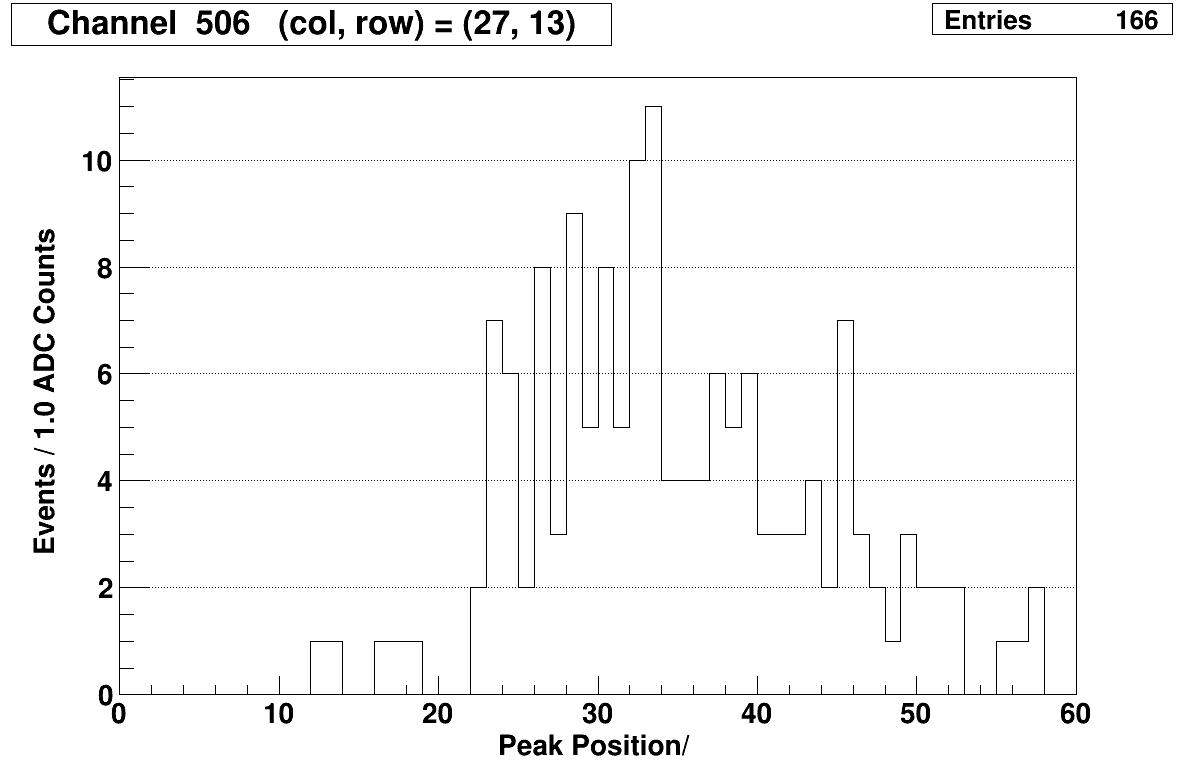 Channel 506 (col, row) = (27, 13)
Entries 166
Events / 1.0 ADC Counts
10
8
6
4
2
0
0 10 20 30 40 50 60
Peak Position/